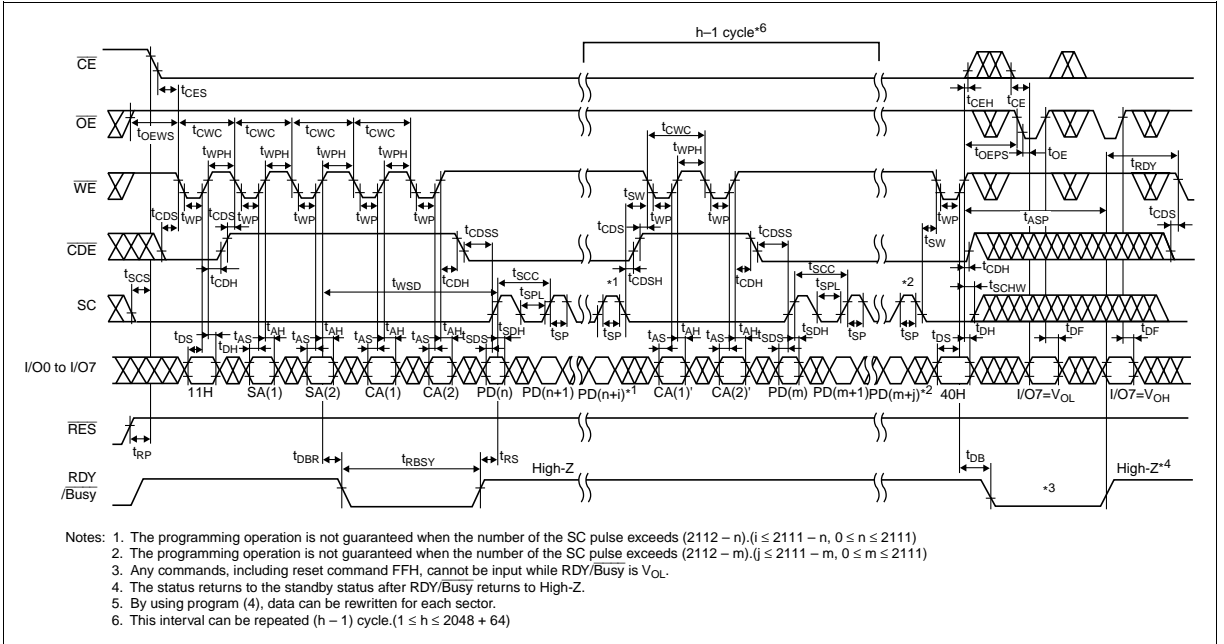 h–1 cycle*6
CE
tCES
tCEH tCE
OE
tOEWS tCWC tCWC tCWC tCWC tCWC
tWPH tWPH tWPH tWPH tWPH
tOEPS tOE
tRDY
WE
tCDS tCDS tWP tWP tWP tWP tWP tSW tWP tWP tWP
tCDS tCDSS tCDS tCDSS tSW tASP tCDS
CDE
tSCS tCDH tCDH tCDSH tCDH tCDH
tWSD tSCC tSPL *1 tSCC tSPL *2 tSCHW
SC
tDS tDH tAS tAH tAS tAH tAS tAH tAS tAH tSDS tSDH tSP tSP tAS tAH tAS tAH tSDS tSDH tSP tSP tDS tDH tDF tDF
I/O0 to I/O7
11H SA(1) SA(2) CA(1) CA(2) PD(n) PD(n+1) PD(n+i)*1 CA(1)' CA(2)' PD(m) PD(m+1) PD(m+j)*2 40H I/O7=VOL I/O7=VOH
RES
tRP
tDBR tRBSY tRS tDB
RDY
/Busy
High-Z *3 High-Z*4
Notes: 1. The programming operation is not guaranteed when the number of the SC pulse exceeds (2112 – n).(i ≤ 2111 – n, 0 ≤ n ≤ 2111)
2. The programming operation is not guaranteed when the number of the SC pulse exceeds (2112 – m).(j ≤ 2111 – m, 0 ≤ m ≤ 2111)
3. Any commands, including reset command FFH, cannot be input while RDY/Busy is VOL.
4. The status returns to the standby status after RDY/Busy returns to High-Z.
5. By using program (4), data can be rewritten for each sector.
6. This interval can be repeated (h – 1) cycle.(1 ≤ h ≤ 2048 + 64)